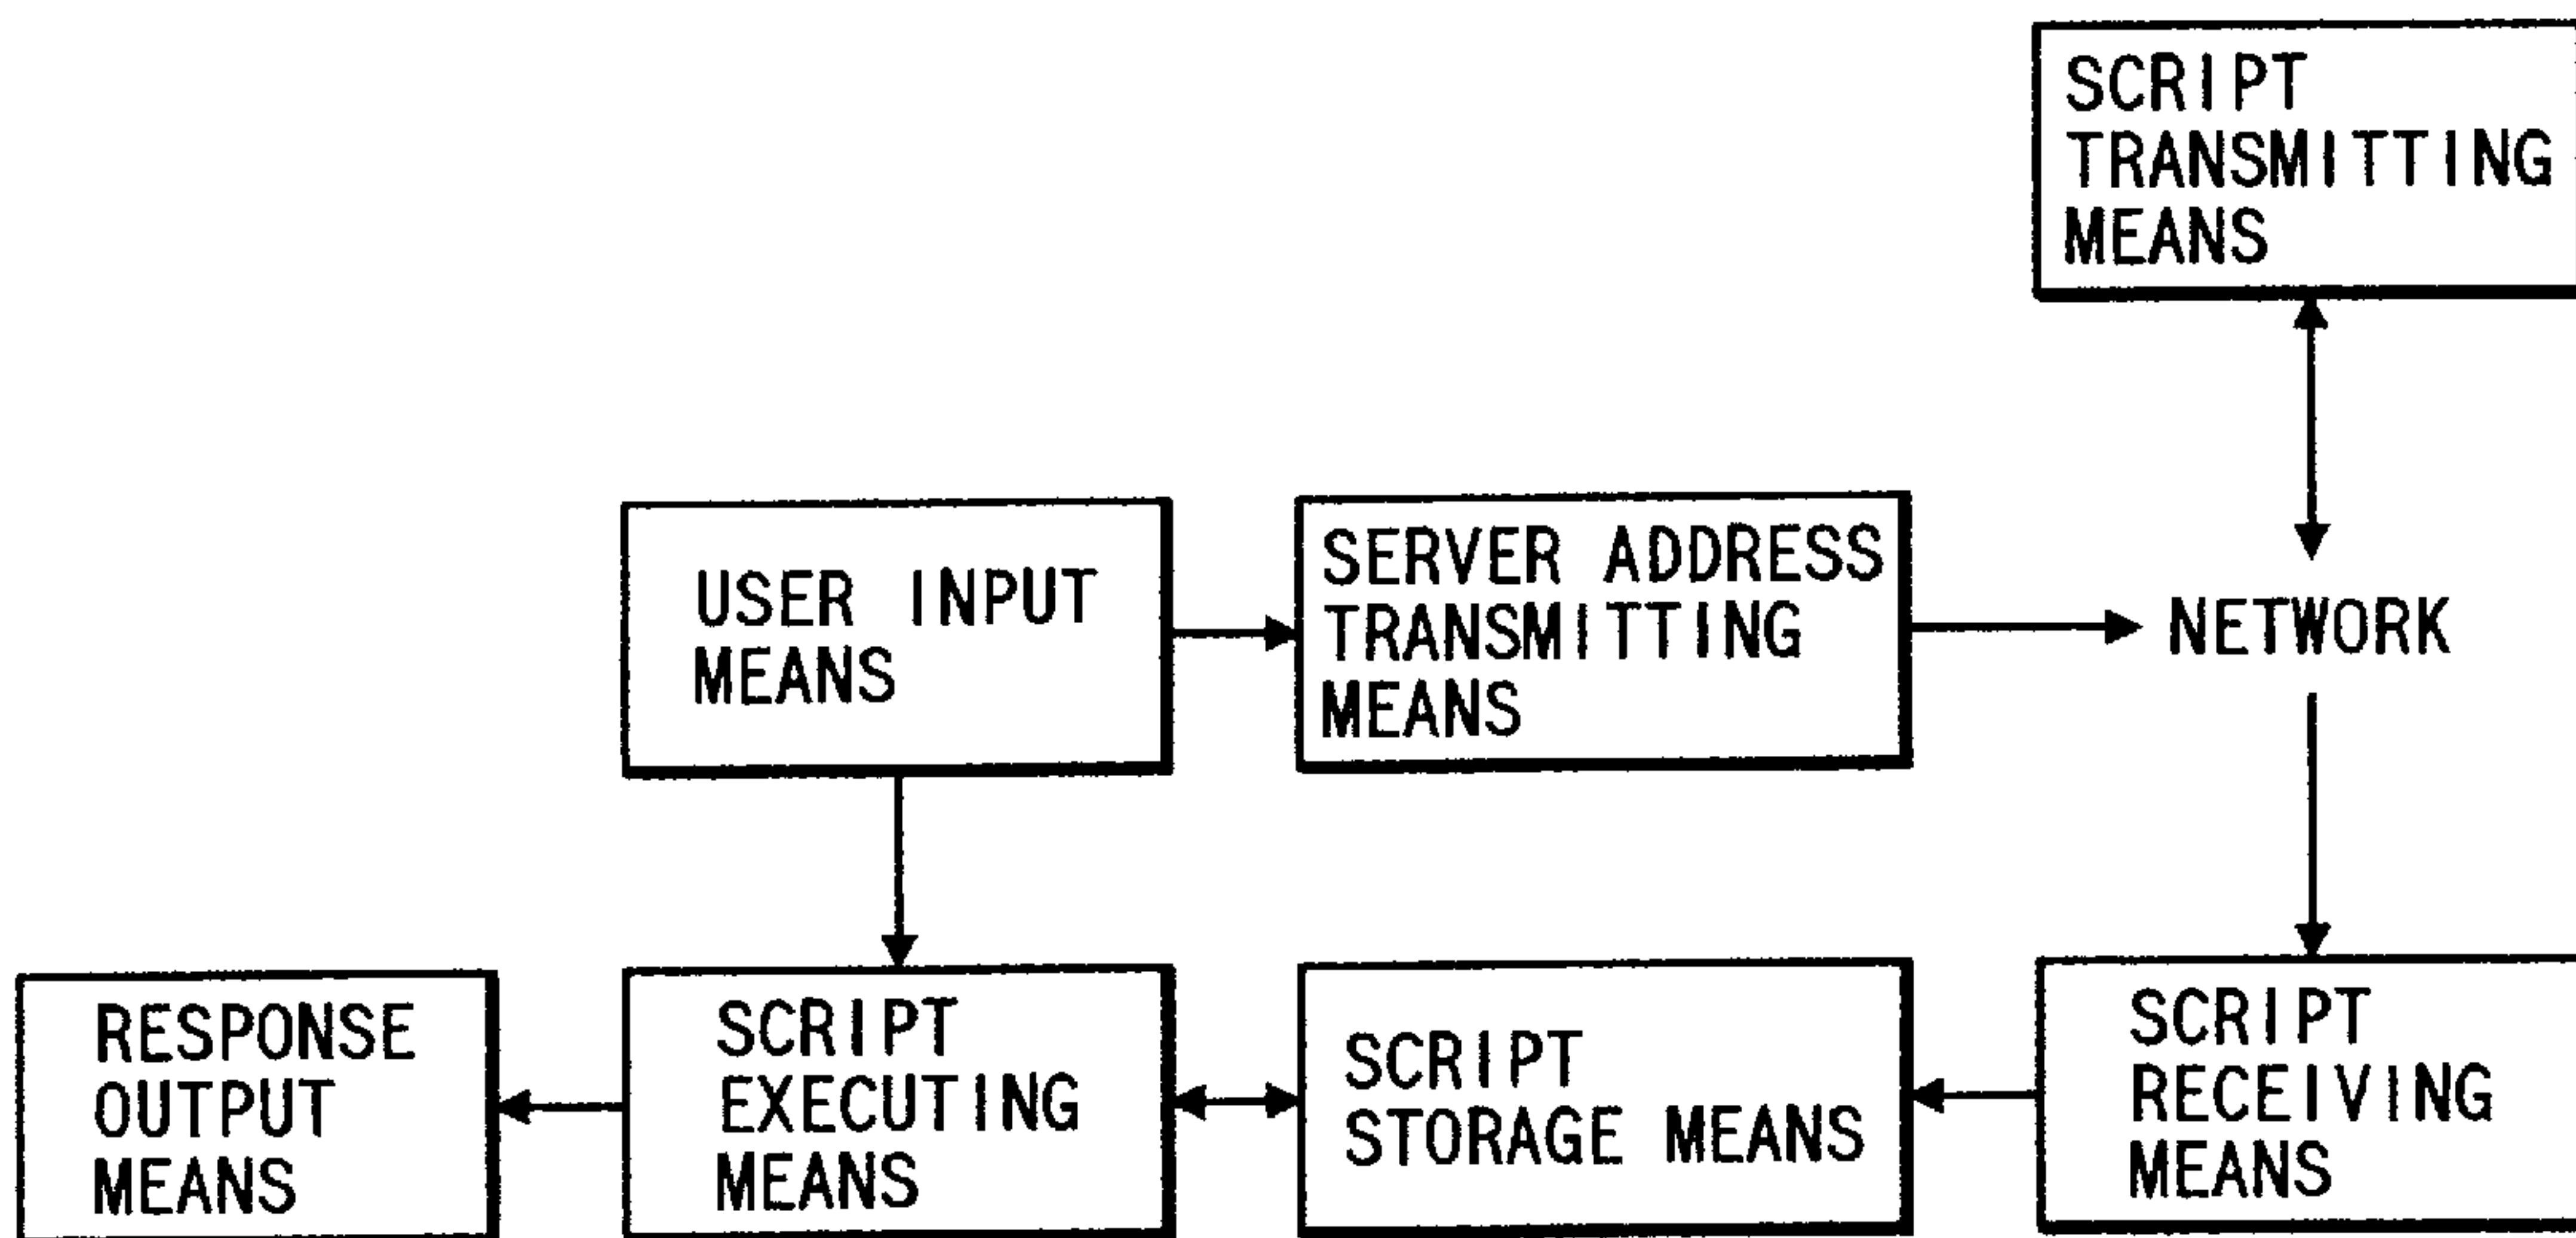 SCRIPT
TRANSMITTING
MEANS
USER INPUT
MEANS
SERVER ADDRESS
TRANSMITTING
MEANS
NETWORK
RESPONSE
OUTPUT
MEANS
SCRIPT
EXECUTING
MEANS
SCRIPT
STORAGE MEANS
SCRIPT
RECEIVING
MEANS